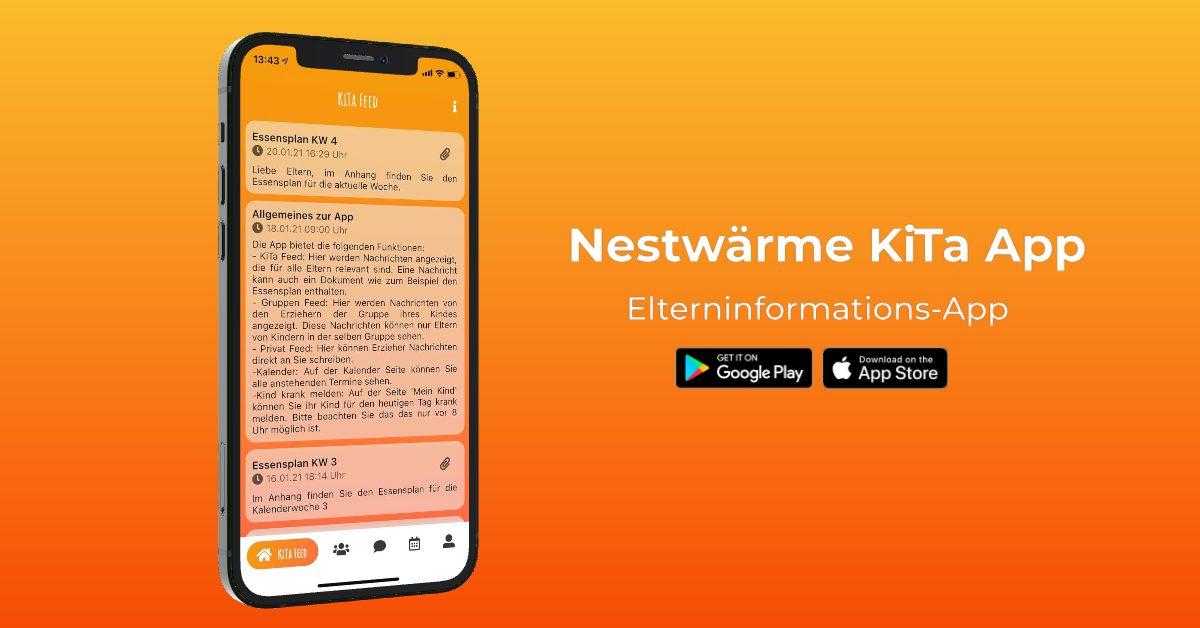 13:43
KiTa Feed
Essensplan KW 4
20.01.21 16:29 Uhr
Liebe Eltern, im Anhang finden Sie den
Essensplan für die aktuelle Woche.
Allgemeines zur App
18.01.21 09:00 Uhr
Die App bietet die folgenden Funktionen:
- KiTa Feed: Hier werden Nachrichten angezeigt,
die für alle Eltern relevant sind. Eine Nachricht
kann auch ein Dokument wie zum Beispiel den
Essensplan enthalten.
- Gruppen Feed: Hier werden Nachrichten von
den Erziehern der Gruppe ihres Kindes
angezeigt. Diese Nachrichten können nur Eltern
von Kindern in der selben Gruppe sehen.
- Privat Feed: Hier können Erzieher Nachrichten
direkt an Sie schreiben.
-Kalender: Auf der Kalender Seite können Sie
alle anstehenden Termine sehen.
-Kind krank melden: Auf der Seite 'Mein Kind'
können Sie ihr Kind für den heutigen Tag krank
melden. Bitte beachten Sie das das nur vor 8
Uhr möglich ist.
Essensplan KW 3
16.01.21 18:14 Uhr
Im Anhang finden Sie den Essensplan für die
Kalenderwoche 3
KiTa Feed
Nestwärme KiTa App
Elterninformations-App
GET IT ON
Google Play
Download on the
App Store